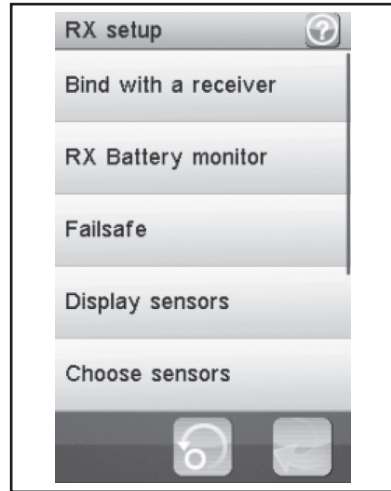 RX setup
?
Bind with a receiver
RX Battery monitor
Failsafe
Display sensors
Choose sensors